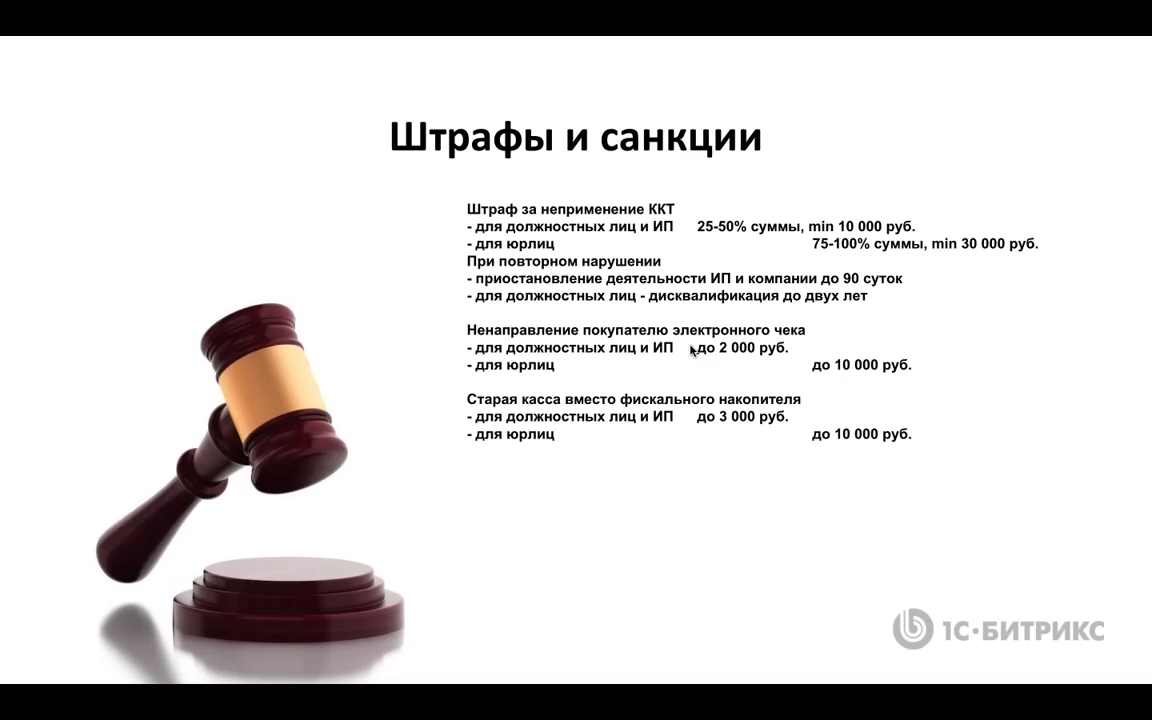 Штрафы и санкции
Штраф за неприменение ККТ
- для должностных лиц и ИП 25-50% суммы, min 10 000 руб.
- для юрлиц 75-100% суммы, min 30 000 руб.
При повторном нарушении
- приостановление деятельности ИП и компании до 90 суток
- для должностных лиц - дисквалификация до двух лет
Ненаправление покупателю электронного чека
- для должностных лиц и ИП до 2 000 руб.
- для юрлиц до 10 000 руб.
Старая касса вместо фискального накопителя
- для должностных лиц и ИП до 3 000 руб.
- для юрлиц до 10 000 руб.
1С·БИТРИКС